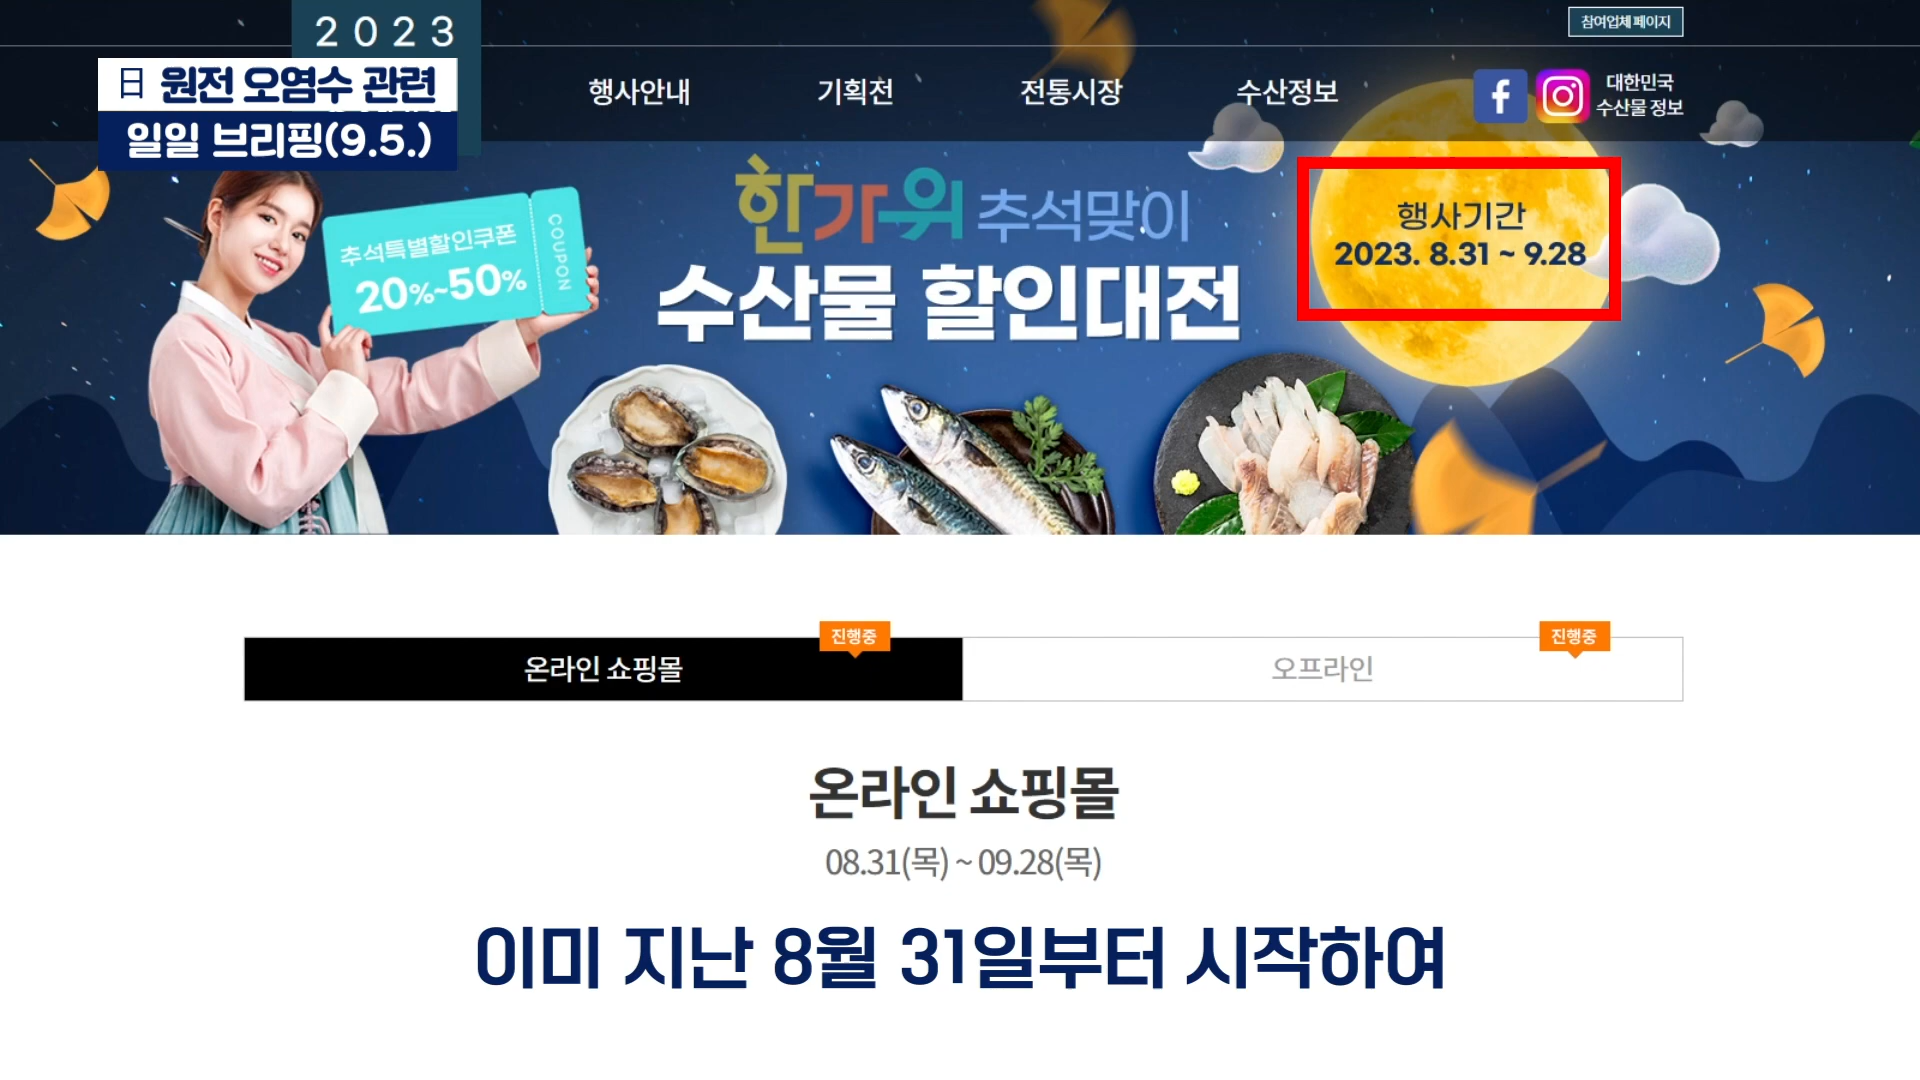 2023
日 원전 오염수 관련
일일 브리핑(9.5.)
참여업체 페이지
행사안내 기획전 전통시장 수산정보
대한민국
수산물 정보
추석특별할인쿠폰
20%~50%
COUPON
한가위 추석맞이
수산물 할인대전
행사기간
2023. 8.31 ~ 9.28
진행중
온라인 쇼핑몰
진행중
오프라인
온라인 쇼핑몰
08.31(목) ~ 09.28(목)
이미 지난 8월 31일부터 시작하여